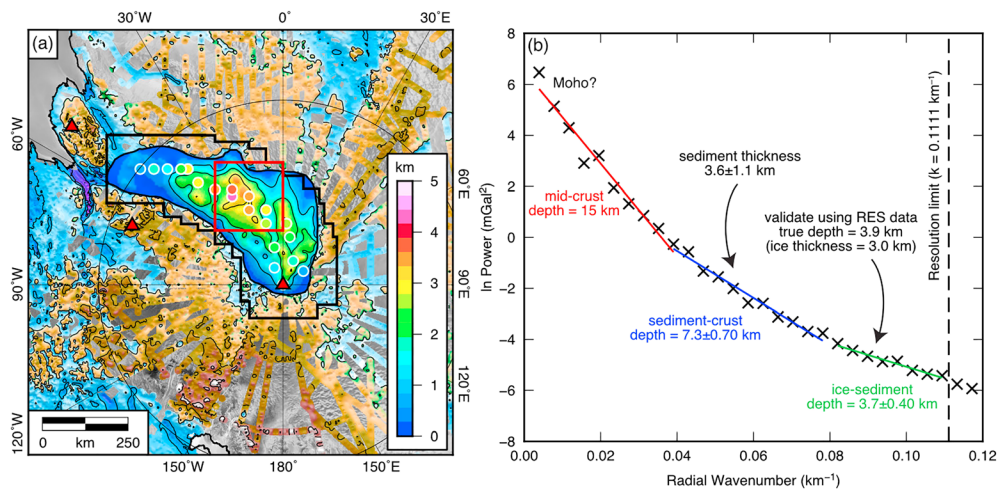 30°W
0°
30°E
(a)
60°W
90°W
120°W
60°E
90°E
120°E
150°W
180°
150°E
km
5
4
3
2
1
0
0
km
250
(b)
8
6
4
2
0
−2
−4
−6
−8
ln Power (mGal²)
0.00
0.02
0.04
0.06
0.08
0.10
0.12
Radial Wavenumber (km⁻¹)
Moho?
mid-crust
depth = 15 km
sediment thickness
3.6±1.1 km
sediment-crust
depth = 7.3±0.70 km
validate using RES data
true depth = 3.9 km
(ice thickness = 3.0 km)
ice-sediment
depth = 3.7±0.40 km
Resolution limit (k = 0.1111 km⁻¹)